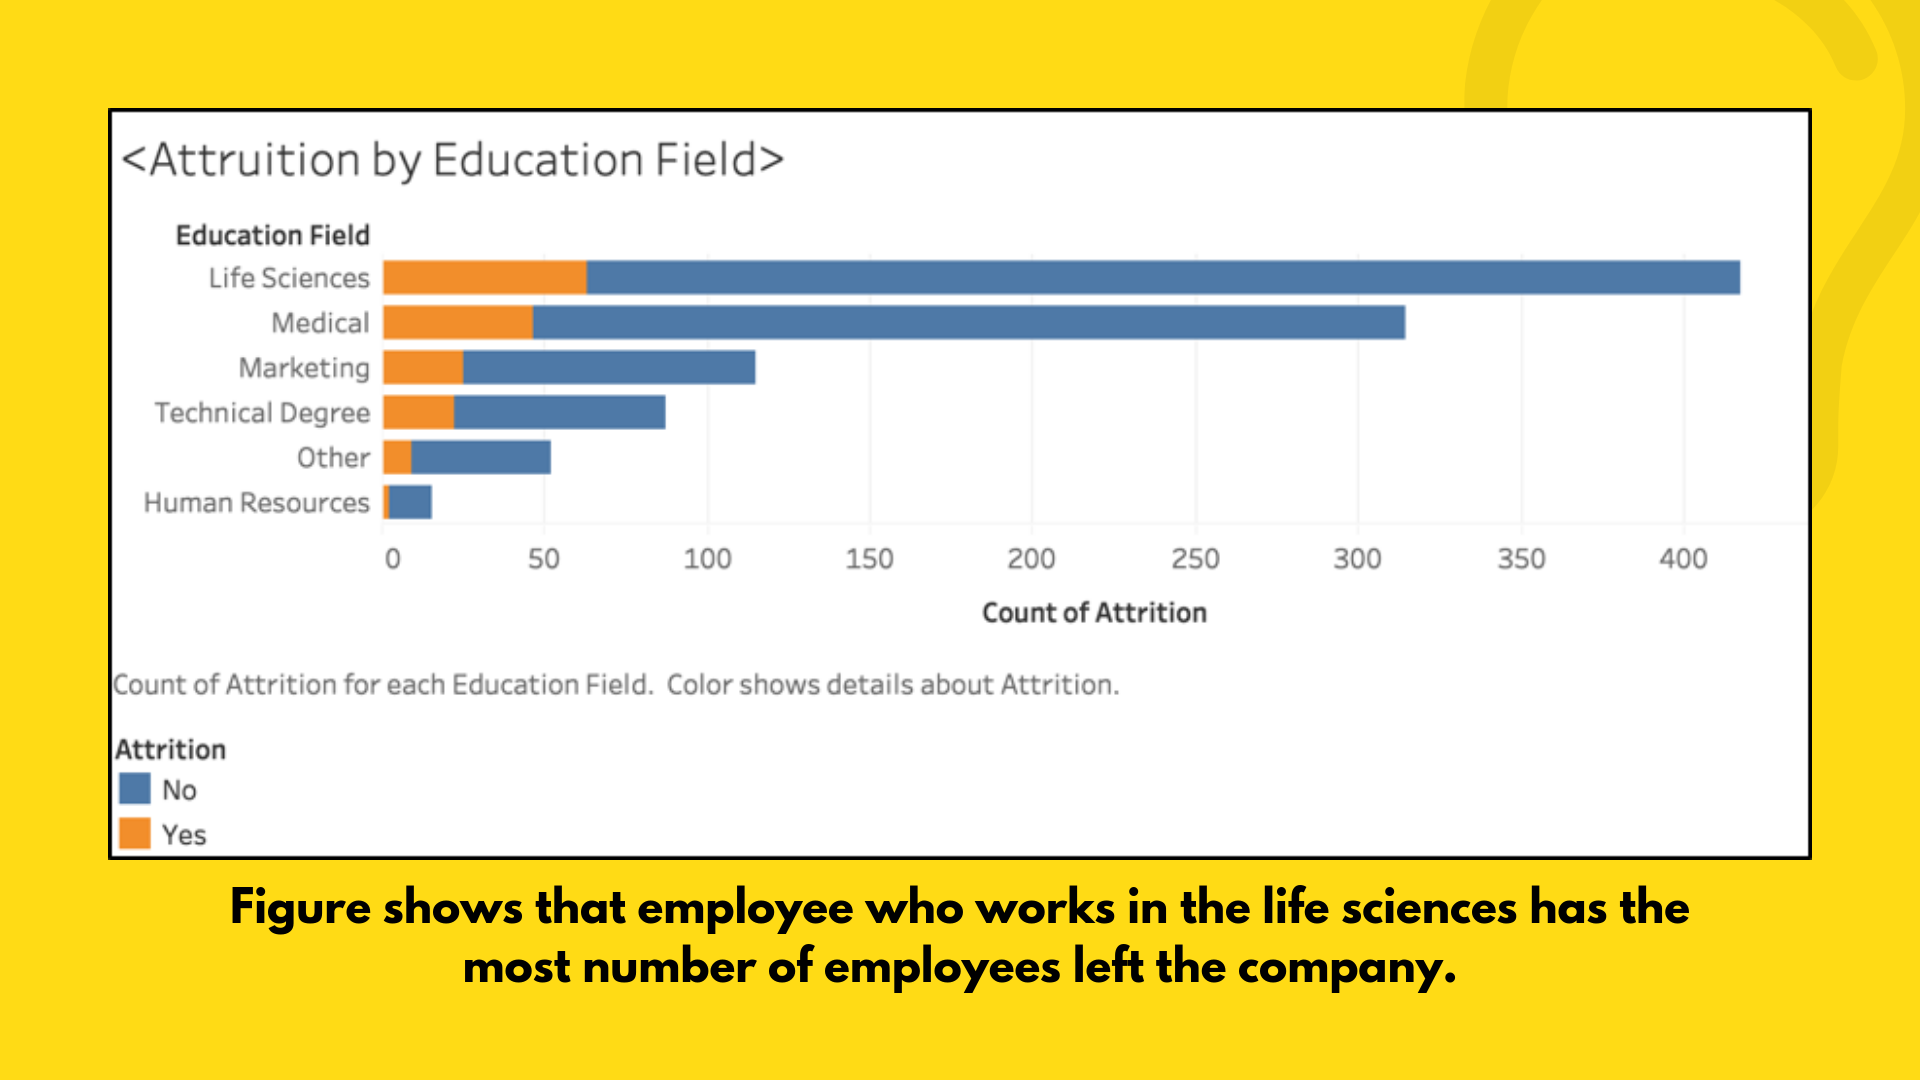 <Attruition by Education Field>
Education Field
Life Sciences
Medical
Marketing
Technical Degree
Other
Human Resources
0 50 100 150 200 250 300 350 400
Count of Attrition
Count of Attrition for each Education Field. Color shows details about Attrition.
Attrition
No
Yes
Figure shows that employee who works in the life sciences has the
most number of employees left the company.